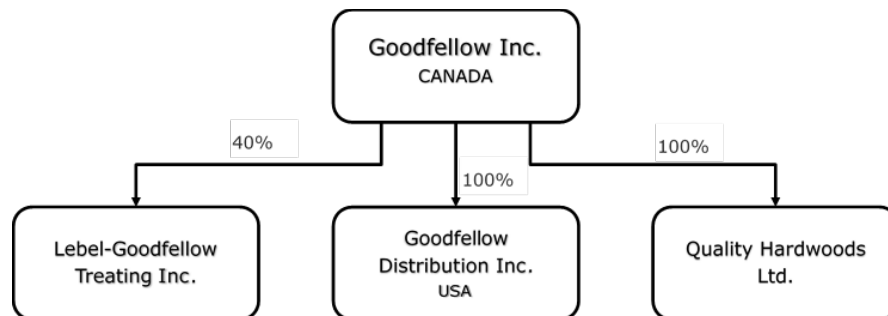 Goodfellow Inc.
CANADA
40%
100%
100%
Lebel-Goodfellow
Treating Inc.
Goodfellow
Distribution Inc.
USA
Quality Hardwoods
Ltd.